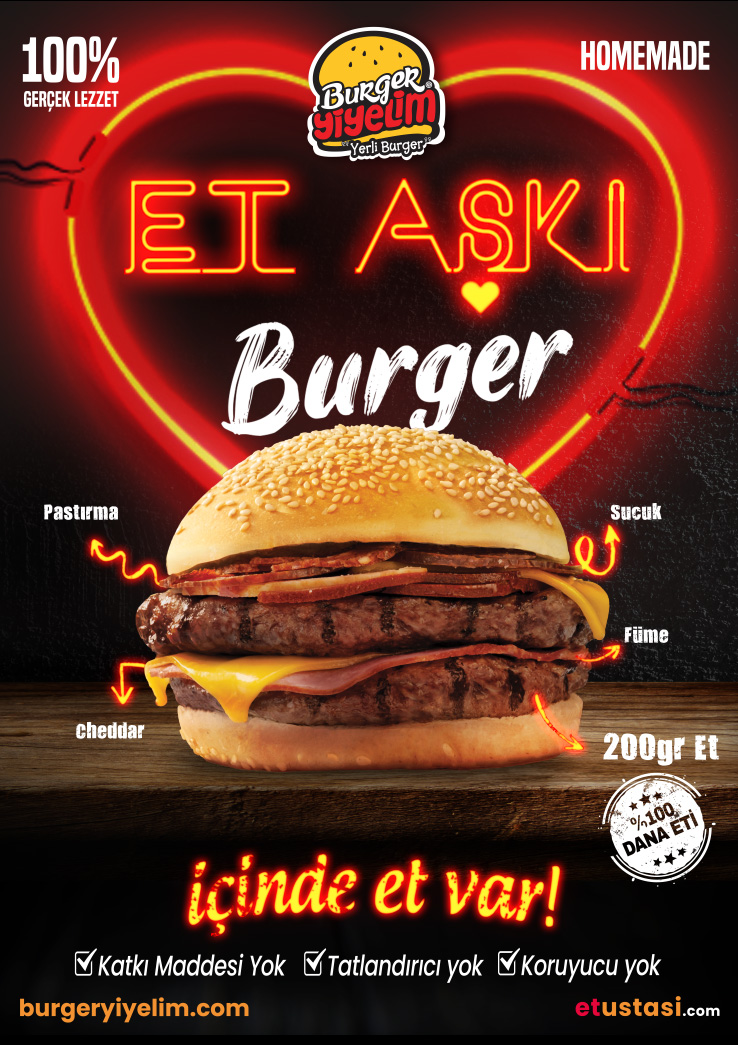 100%
GERÇEK LEZZET
HOMEMADE
Burger
yiyelim®
Yerli Burger
ET AŞKI
Burger
Pastırma
Sucuk
Füme
Cheddar
200gr Et
%100
DANA ETİ
içinde et var!
Katkı Maddesi Yok
Tatlandırıcı yok
Koruyucu yok
burgeryiyelim.com
etustasi.com